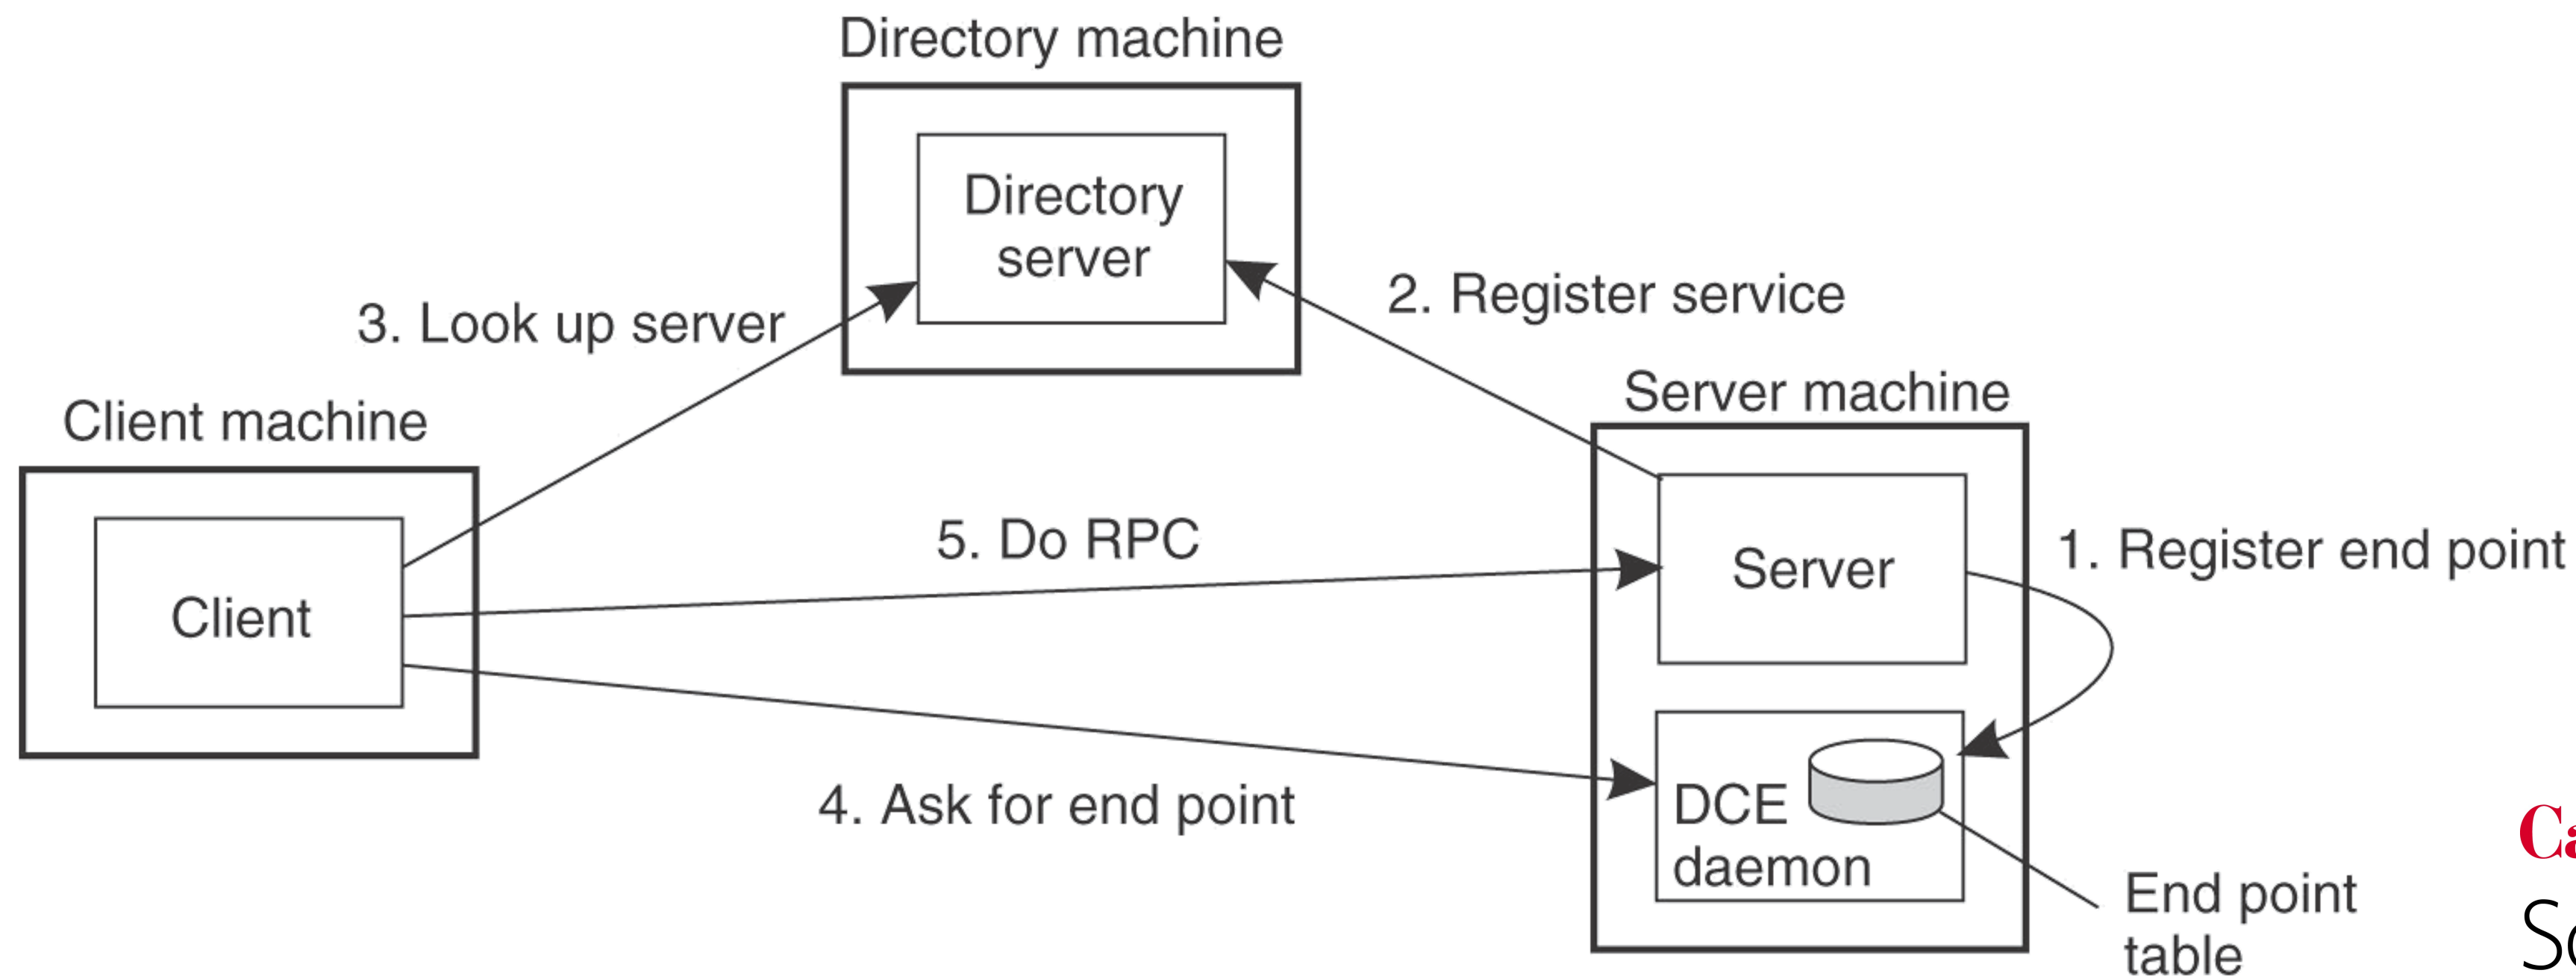 Directory machine
Directory
server
2. Register service
3. Look up server
Server machine
Client machine
5. Do RPC
Server
1. Register end point
Client
4. Ask for end point
DCE
daemon
End point
table